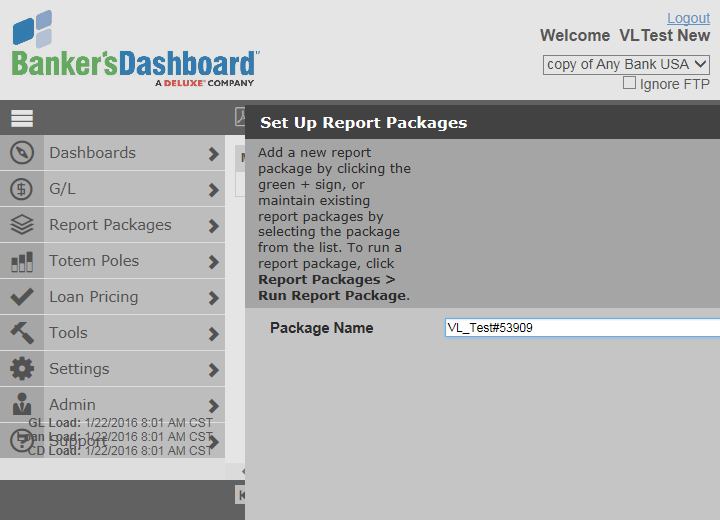 Logout
Welcome VLTest New
Banker'sDashboard™
A DELUXE® COMPANY
copy of Any Bank USA
Ignore FTP
Set Up Report Packages
Dashboards
G/L
Report Packages
Totem Poles
Loan Pricing
Tools
Settings
Admin
Support
GL Load: 1/22/2016 8:01 AM CST
Loan Load: 1/22/2016 8:01 AM CST
CD Load: 1/22/2016 8:01 AM CST
Add a new report
package by clicking the
green + sign, or
maintain existing
report packages by
selecting the package
from the list. To run a
report package, click
Report Packages >
Run Report Package.
Package Name
VL_Test#53909